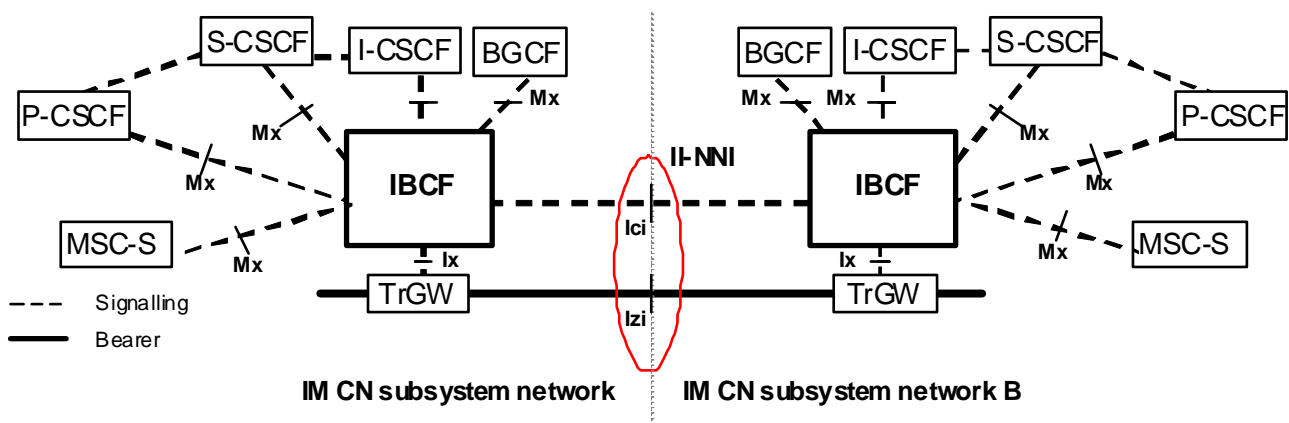 S-CSCF
I-CSCF
BGCF
BGCF
I-CSCF
S-CSCF
P-CSCF
Mx
Mx
Mx
Mx
Mx
P-CSCF
IBCF
II-NNI
IBCF
Mx
Mx
MSC-S
Mx
Ici
Mx
MSC-S
Ix
Ix
TrGW
TrGW
Signalling
Izi
Bearer
IM CN subsystem network
IM CN subsystem network B